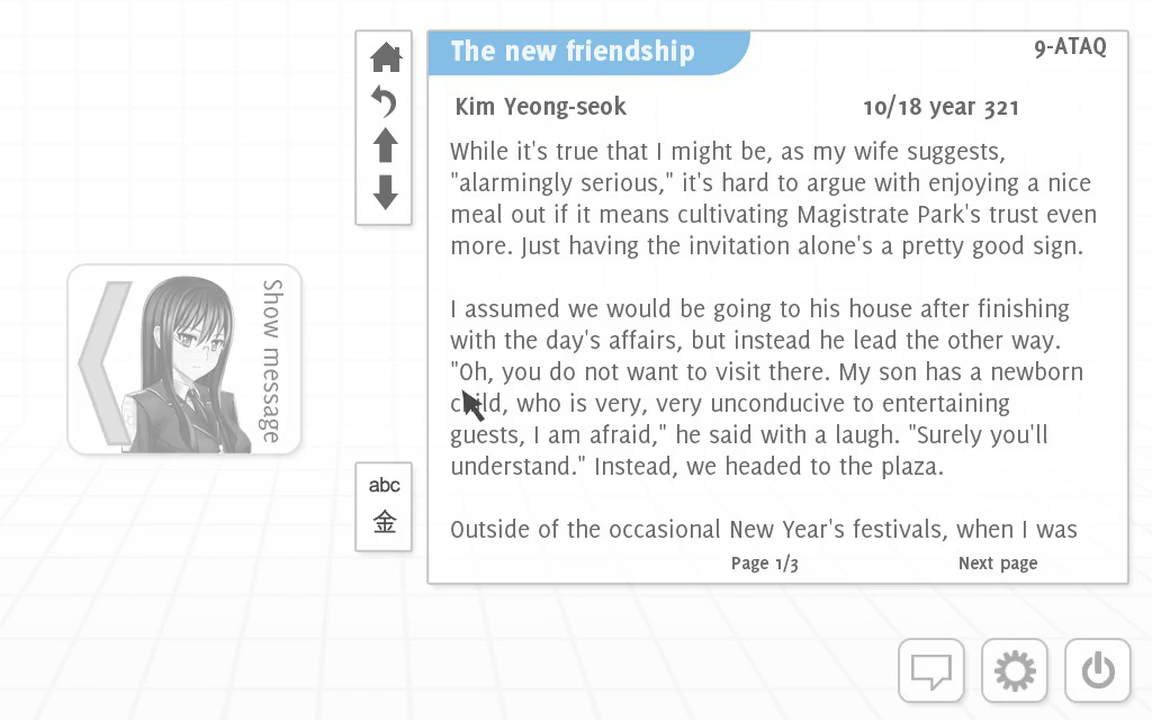 The new friendship
9-ATAQ
Kim Yeong-seok
10/18 year 321
While it's true that I might be, as my wife suggests,
"alarmingly serious," it's hard to argue with enjoying a nice
meal out if it means cultivating Magistrate Park's trust even
more. Just having the invitation alone's a pretty good sign.
I assumed we would be going to his house after finishing
with the day's affairs, but instead he lead the other way.
"Oh, you do not want to visit there. My son has a newborn
child, who is very, very unconducive to entertaining
guests, I am afraid," he said with a laugh. "Surely you'll
understand." Instead, we headed to the plaza.
Outside of the occasional New Year's festivals, when I was
Page 1/3
Next page
Show message
abc
金